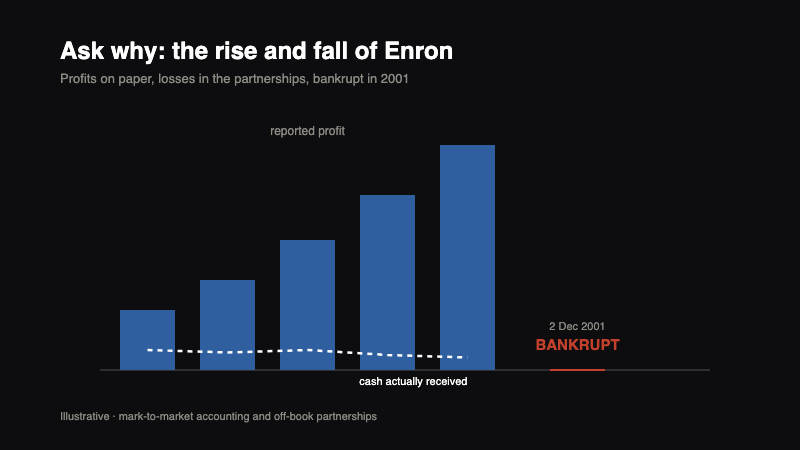 Ask why: the rise and fall of Enron
Profits on paper, losses in the partnerships, bankrupt in 2001
reported profit
2 Dec 2001
BANKRUPT
cash actually received
Illustrative · mark-to-market accounting and off-book partnerships